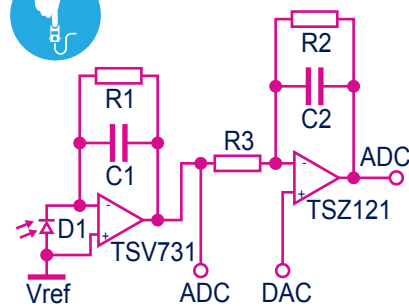 R2
R1
C2
C1
R3
ADC
-
+
TSZ121
-
+
D1
TSV731
Vref
ADC
DAC